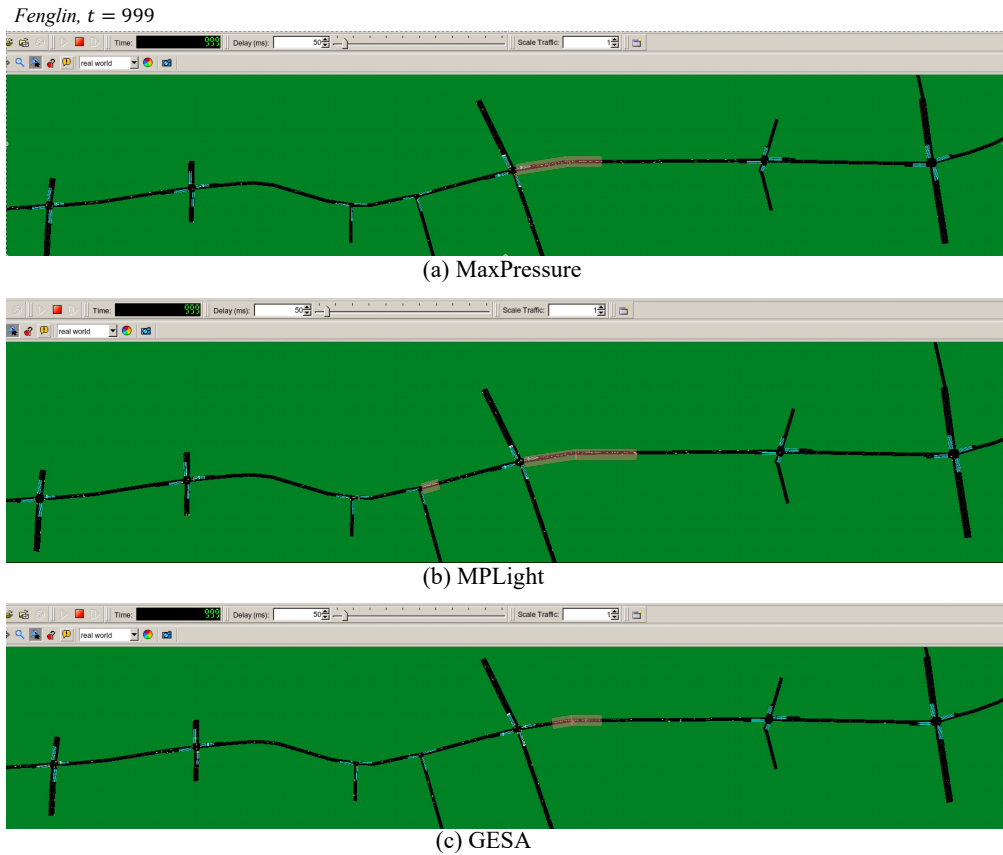 Fenglin, t = 999
Time: 999 Delay (ms): 50 Scale Traffic: 1
real world
(a) MaxPressure
Time: 999 Delay (ms): 50 Scale Traffic: 1
real world
(b) MPLight
Time: 999 Delay (ms): 50 Scale Traffic: 1
real world
(c) GESA